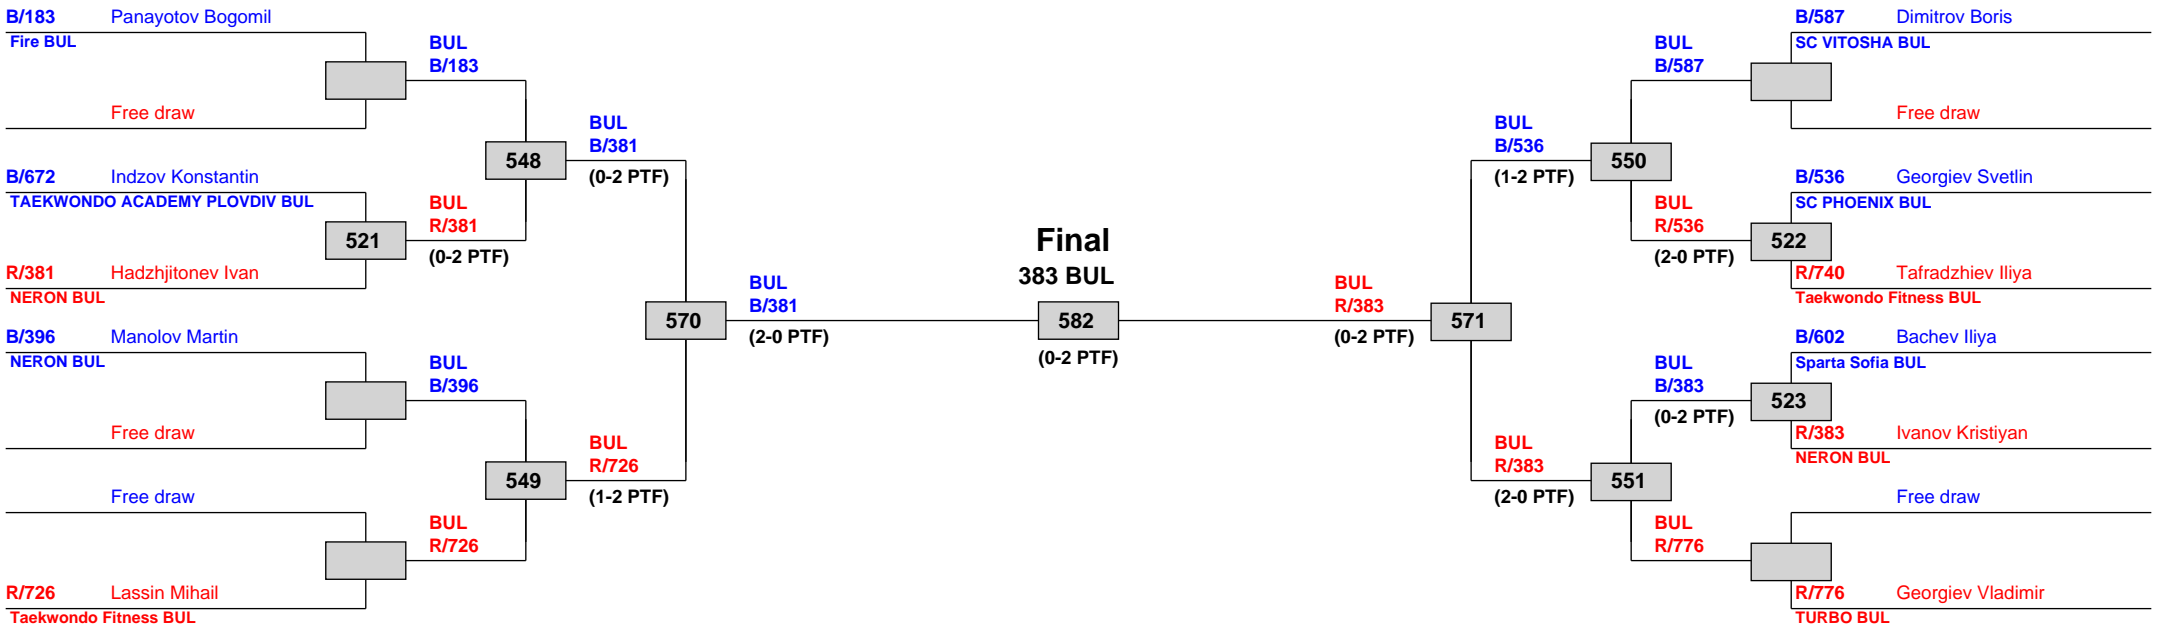 B/183 Panayotov Bogomil
Fire BUL
Free draw
BUL
B/183
B/672 Indzov Konstantin
TAEKWONDO ACADEMY PLOVDIV BUL
521
R/381 Hadzhjitonev Ivan
NERON BUL
BUL
R/381
(0-2 PTF)
548
BUL
B/381
(0-2 PTF)
B/396 Manolov Martin
NERON BUL
Free draw
BUL
B/396
Free draw
R/726 Lassin Mihail
Taekwondo Fitness BUL
BUL
R/726
549
BUL
R/726
(1-2 PTF)
570
BUL
B/381
(2-0 PTF)
Final
383 BUL
582
(0-2 PTF)
BUL
R/383
(0-2 PTF)
571
BUL
B/536
(1-2 PTF)
550
BUL
B/587
B/587 Dimitrov Boris
SC VITOSHA BUL
Free draw
BUL
R/536
(2-0 PTF)
522
B/536 Georgiev Svetlin
SC PHOENIX BUL
R/740 Tafradzhiev Iliya
Taekwondo Fitness BUL
BUL
R/383
(2-0 PTF)
551
BUL
B/383
(0-2 PTF)
523
B/602 Bachev Iliya
Sparta Sofia BUL
R/383 Ivanov Kristiyan
NERON BUL
BUL
R/776
Free draw
R/776 Georgiev Vladimir
TURBO BUL